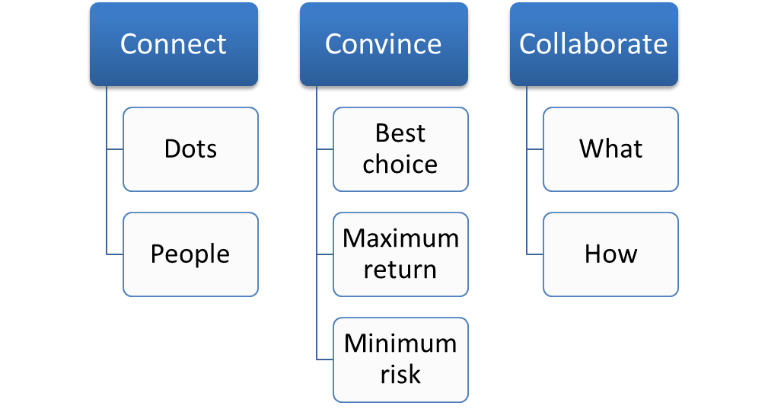 Connect
Dots
People
Convince
Best
choice
Maximum
return
Minimum
risk
Collaborate
What
How